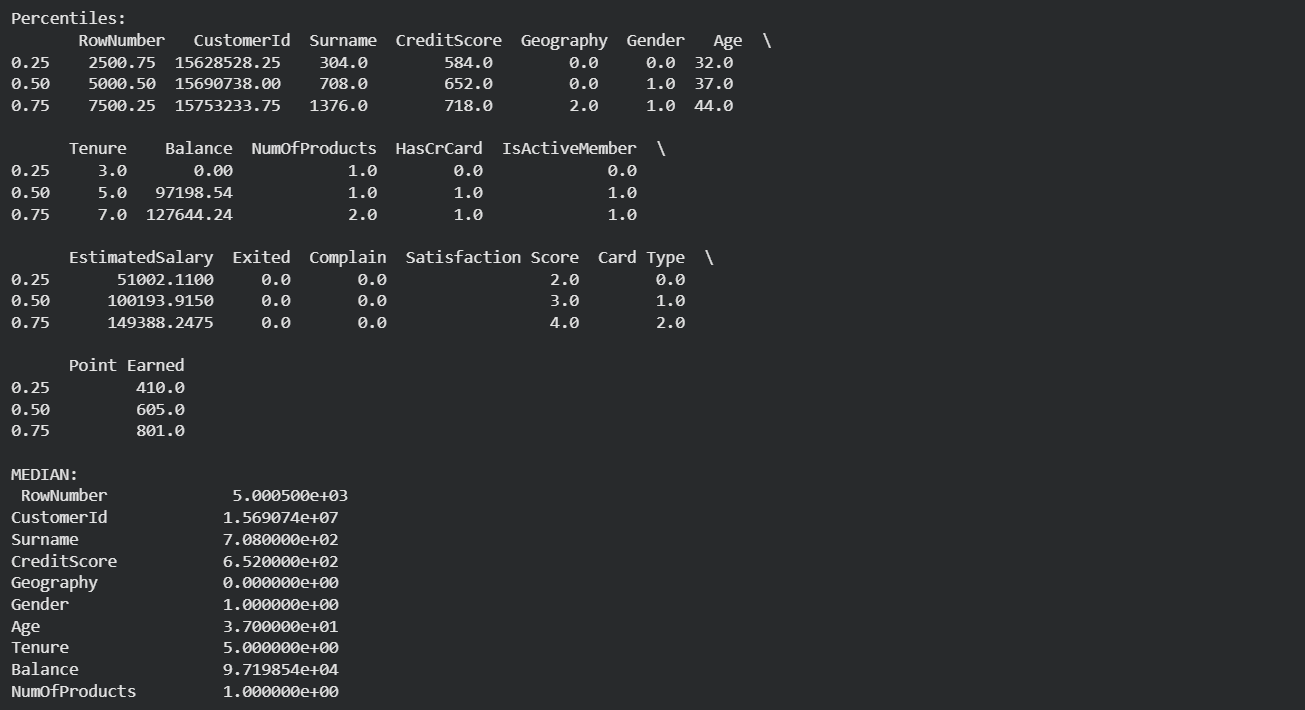 Percentiles:
       RowNumber   CustomerId  Surname  CreditScore  Geography  Gender   Age  \
0.25    2500.75  15628528.25    304.0        584.0        0.0     0.0  32.0
0.50    5000.50  15690738.00    708.0        652.0        0.0     1.0  37.0
0.75    7500.25  15753233.75   1376.0        718.0        2.0     1.0  44.0

      Tenure    Balance  NumOfProducts  HasCrCard  IsActiveMember  \
0.25     3.0       0.00            1.0        0.0             0.0
0.50     5.0   97198.54            1.0        1.0             1.0
0.75     7.0  127644.24            2.0        1.0             1.0

      EstimatedSalary  Exited  Complain  Satisfaction Score  Card Type  \
0.25       51002.1100     0.0       0.0                 2.0        0.0
0.50      100193.9150     0.0       0.0                 3.0        1.0
0.75      149388.2475     0.0       0.0                 4.0        2.0

      Point Earned
0.25         410.0
0.50         605.0
0.75         801.0

MEDIAN:
 RowNumber             5.000500e+03
CustomerId            1.569074e+07
Surname               7.080000e+02
CreditScore           6.520000e+02
Geography             0.000000e+00
Gender                1.000000e+00
Age                   3.700000e+01
Tenure                5.000000e+00
Balance               9.719854e+04
NumOfProducts         1.000000e+00